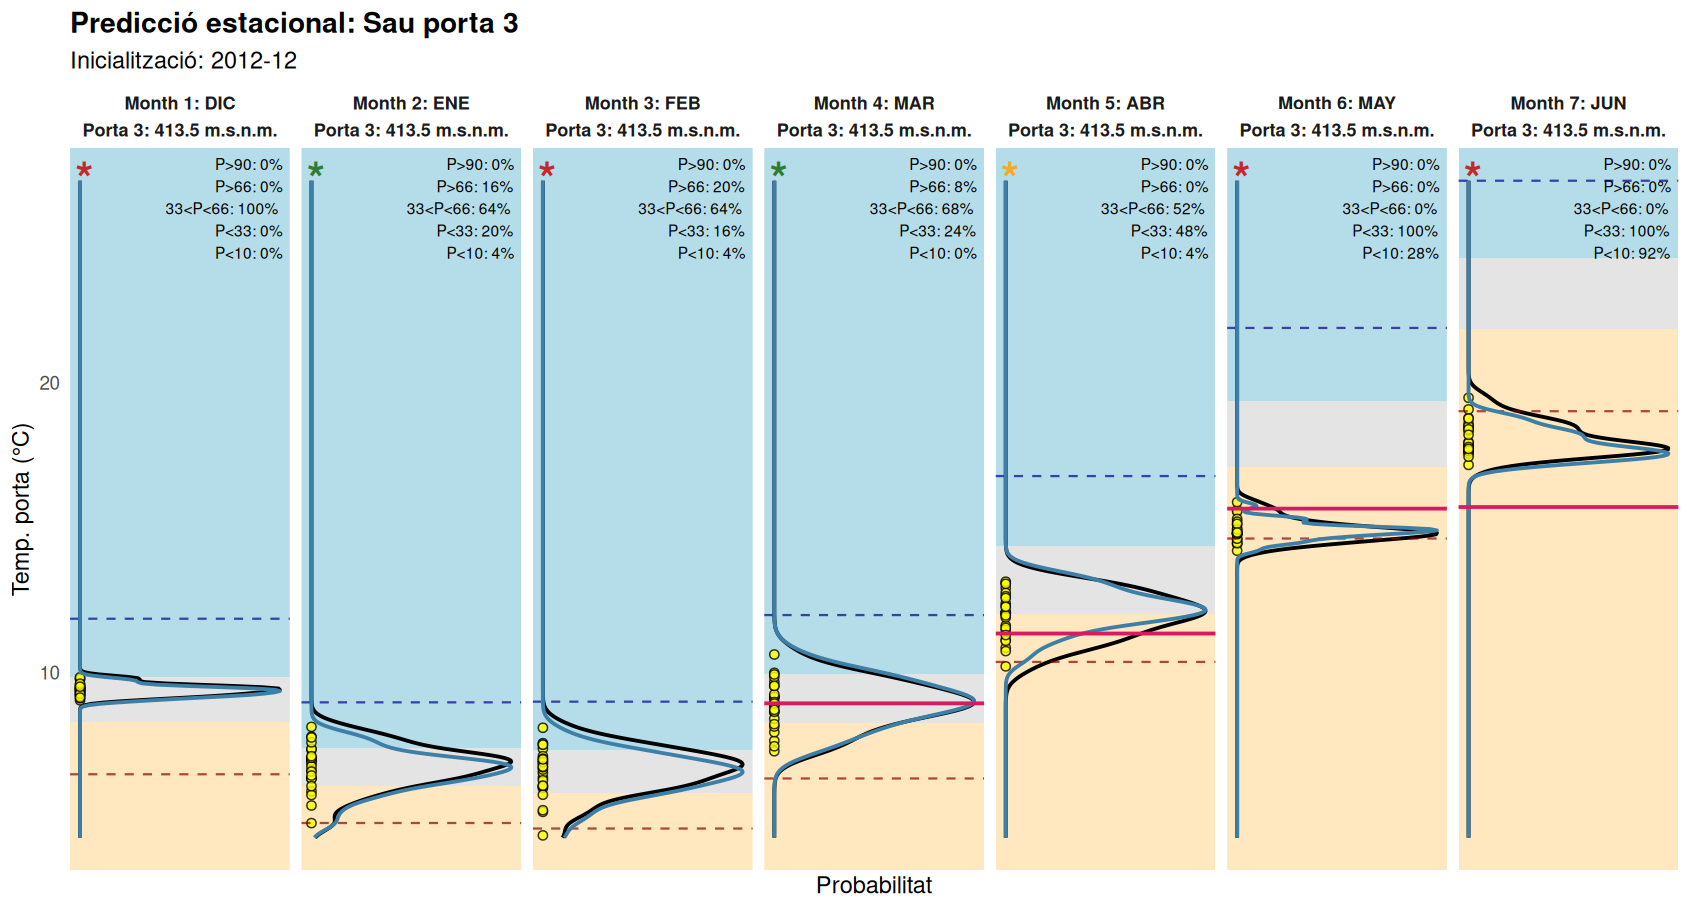 Predicció estacional: Sau porta 3
Inicialització: 2012-12
Month 1: DIC
Porta 3: 413.5 m.s.n.m.
*
P>90: 0%
P>66: 0%
33<P<66: 100%
P<33: 0%
P<10: 0%
Month 2: ENE
Porta 3: 413.5 m.s.n.m.
*
P>90: 0%
P>66: 16%
33<P<66: 64%
P<33: 20%
P<10: 4%
Month 3: FEB
Porta 3: 413.5 m.s.n.m.
*
P>90: 0%
P>66: 20%
33<P<66: 64%
P<33: 16%
P<10: 4%
Month 4: MAR
Porta 3: 413.5 m.s.n.m.
*
P>90: 0%
P>66: 8%
33<P<66: 68%
P<33: 24%
P<10: 0%
Month 5: ABR
Porta 3: 413.5 m.s.n.m.
*
P>90: 0%
P>66: 0%
33<P<66: 52%
P<33: 48%
P<10: 4%
Month 6: MAY
Porta 3: 413.5 m.s.n.m.
*
P>90: 0%
P>66: 0%
33<P<66: 0%
P<33: 100%
P<10: 28%
Month 7: JUN
Porta 3: 413.5 m.s.n.m.
*
P>90: 0%
P>66: 0%
33<P<66: 0%
P<33: 100%
P<10: 92%
20
10
Temp. porta (°C)
Probabilitat